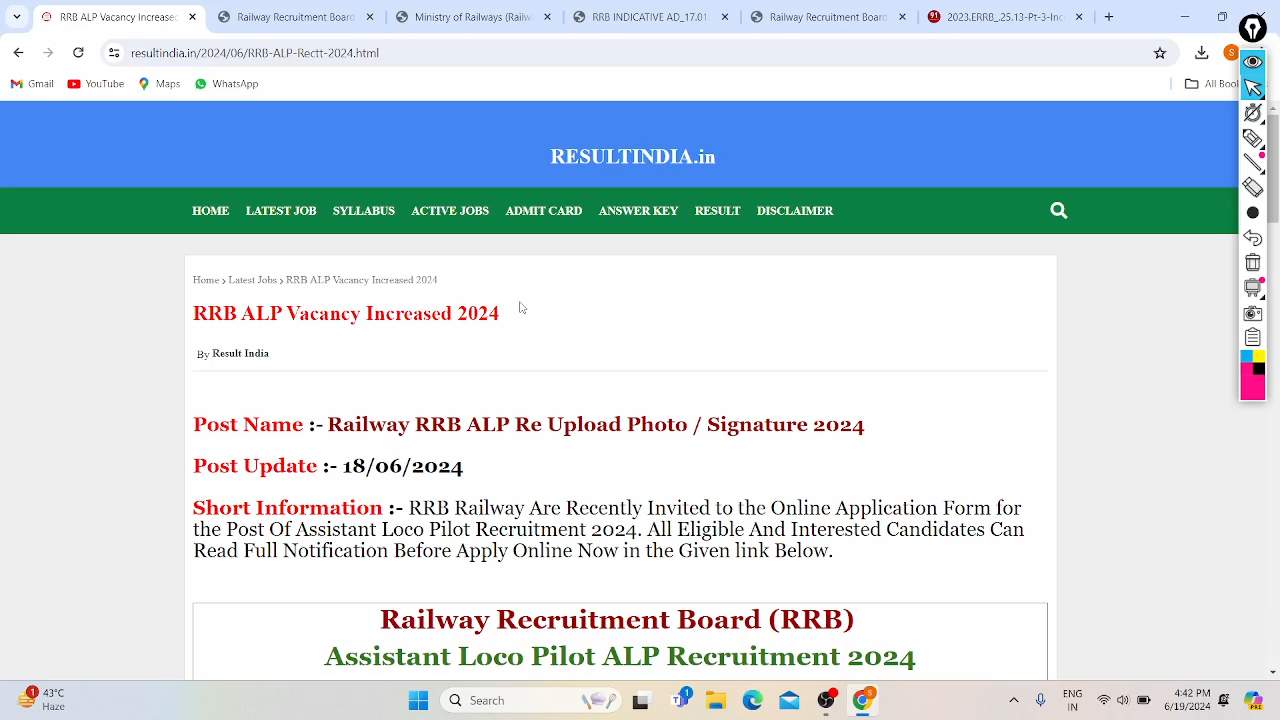 RRB ALP Vacancy Increase
Railway Recruitment Board
Ministry of Railways (Railw
RRB INDICATIVE AD_17.01
Railway Recruitment Board
2023.ERRB_25.13-Pt-3-Inc
resultindia.in/2024/06/RRB-ALP-Rectt-2024.html
S
Gmail
YouTube
Maps
WhatsApp
All Book
RESULTINDIA.in
HOME
LATEST JOB
SYLLABUS
ACTIVE JOBS
ADMIT CARD
ANSWER KEY
RESULT
DISCLAIMER
Home › Latest Jobs › RRB ALP Vacancy Increased 2024
RRB ALP Vacancy Increased 2024
By Result India
Post Name :- Railway RRB ALP Re Upload Photo / Signature 2024
Post Update :- 18/06/2024
Short Information :- RRB Railway Are Recently Invited to the Online Application Form for
the Post Of Assistant Loco Pilot Recruitment 2024. All Eligible And Interested Candidates Can
Read Full Notification Before Apply Online Now in the Given link Below.
Railway Recruitment Board (RRB)
Assistant Loco Pilot ALP Recruitment 2024
1
43°C
Haze
Search
1
S
ENG
IN
4:42 PM
6/19/2024